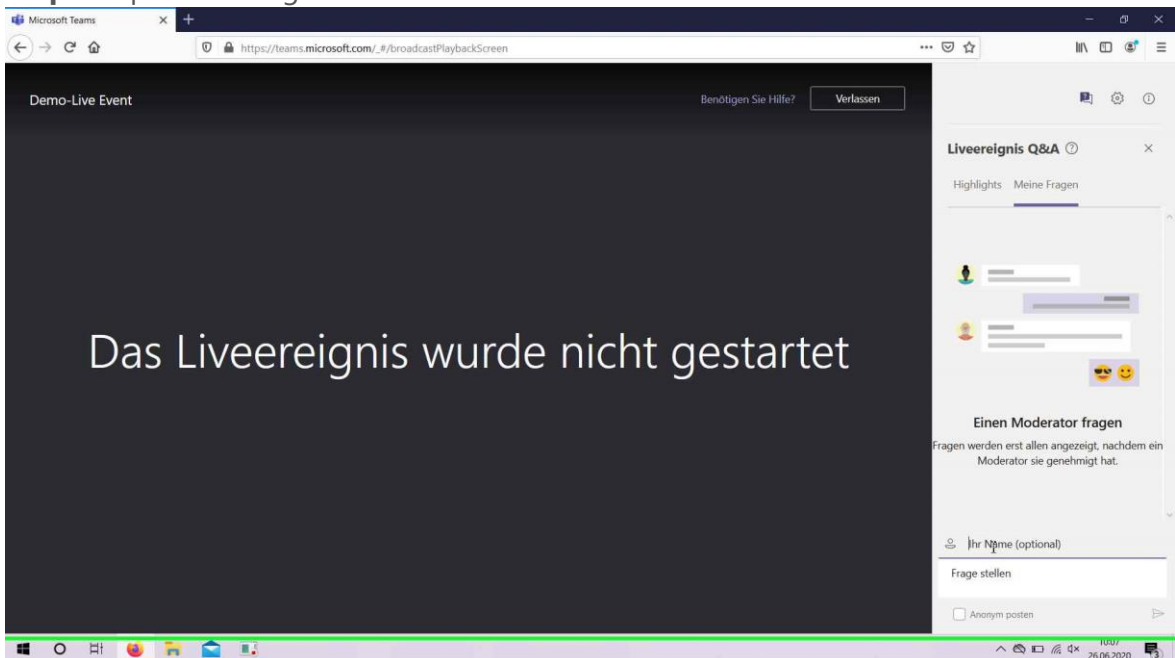 Microsoft Teams
https://teams.microsoft.com/_#/broadcastPlaybackScreen
Demo-Live Event
Benötigen Sie Hilfe?
Verlassen
Liveereignis Q&A
Highlights Meine Fragen
Das Liveereignis wurde nicht gestartet
Einen Moderator fragen
Fragen werden erst allen angezeigt, nachdem ein
Moderator sie genehmigt hat.
Ihr Name (optional)
Frage stellen
Anonym posten
10:07
26.06.2020